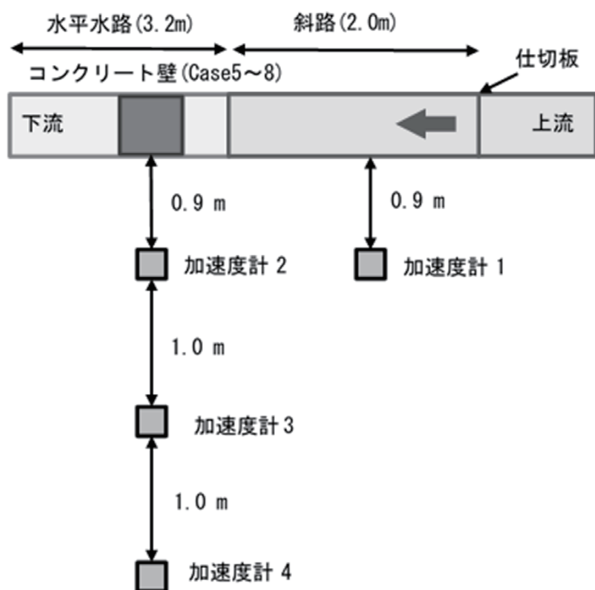 水平水路(3.2m)
斜路(2.0m)
仕切板
コンクリート壁(Case5～8)
下流
上流
0.9 m
0.9 m
加速度計 2
加速度計 1
1.0 m
加速度計 3
1.0 m
加速度計 4